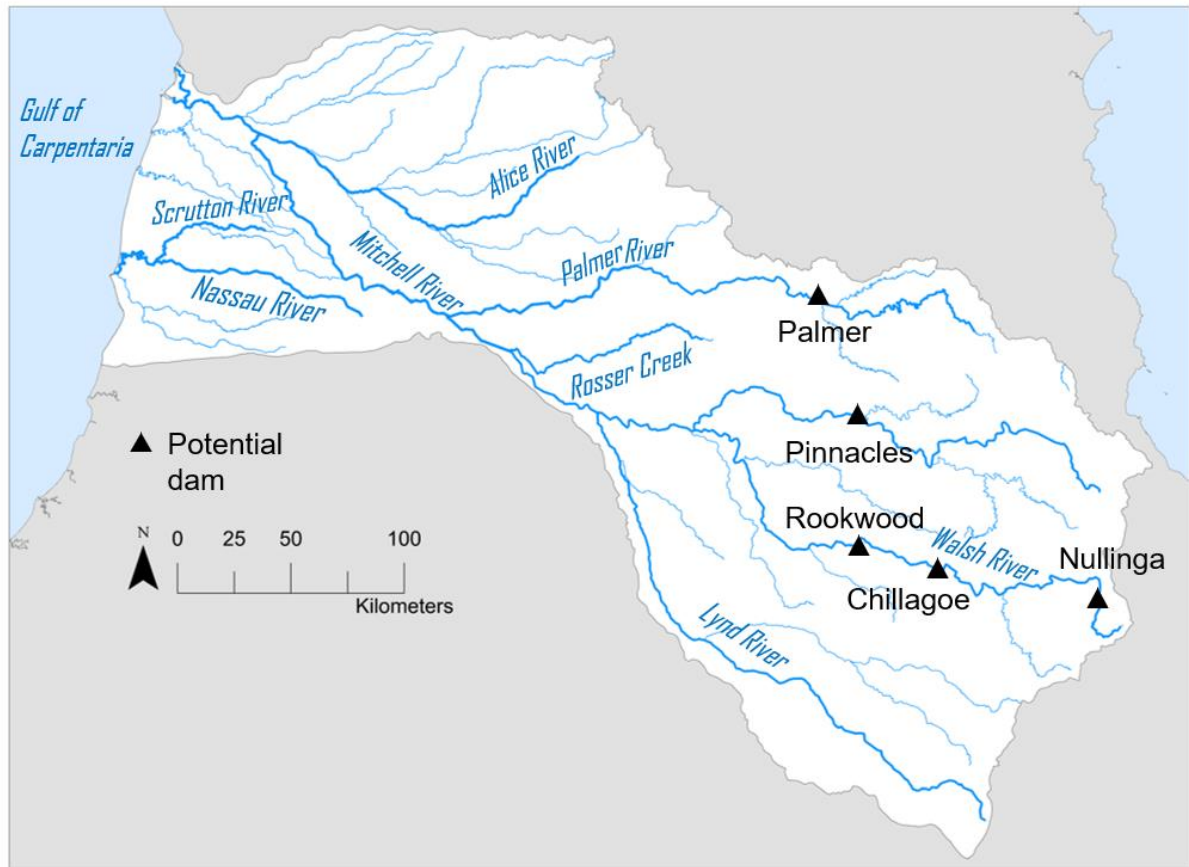 Gulf of
Carpentaria
Alice River
Scrutton River
Mitchell River
Palmer River
Nassau River
Palmer
Rosser Creek
Potential
dam
Pinnacles
N
0 25 50 100
Kilometers
Rookwood
Walsh River
Nullinga
Chillagoe
Lynd River